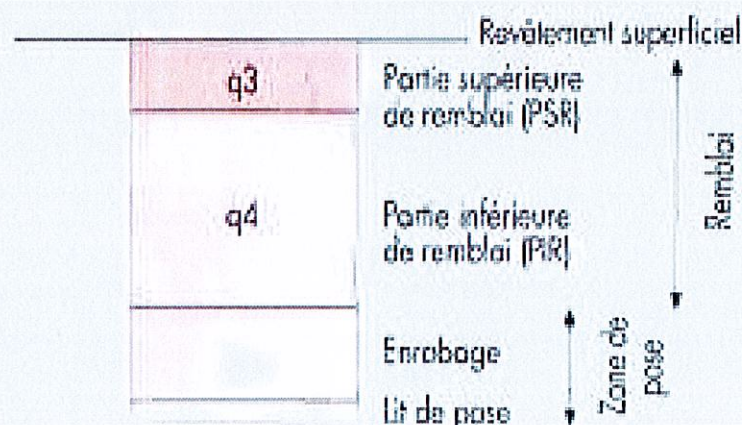 Revêtement superficiel
q3
Partie supérieure
de remblai (PSR)
q4
Partie inférieure
de remblai (PIR)
Remblai
Enrobage
Lit de pose
Zone de
pose